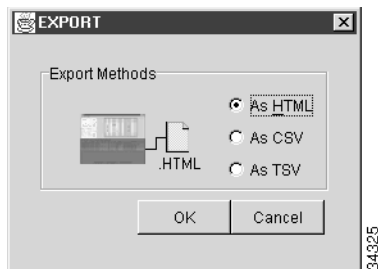 EXPORT
Export Methods
As HTML
As CSV
.HTML
As TSV
OK
Cancel
34325